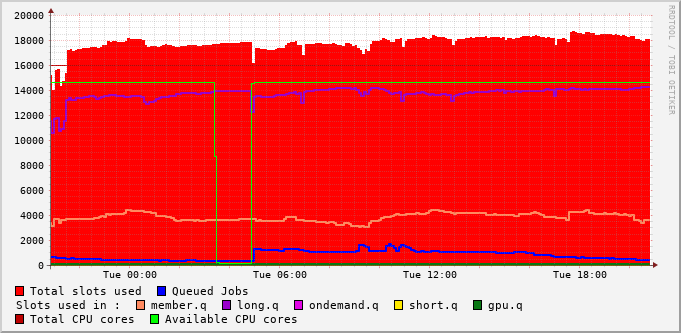 20000
18000
16000
14000
12000
10000
8000
6000
4000
2000
0
Tue 00:00 Tue 06:00 Tue 12:00 Tue 18:00
Total slots used Queued Jobs
Slots used in : member.q long.q ondemand.q short.q gpu.q
Total CPU cores Available CPU cores
RRDTOOL / TOBI OETIKER